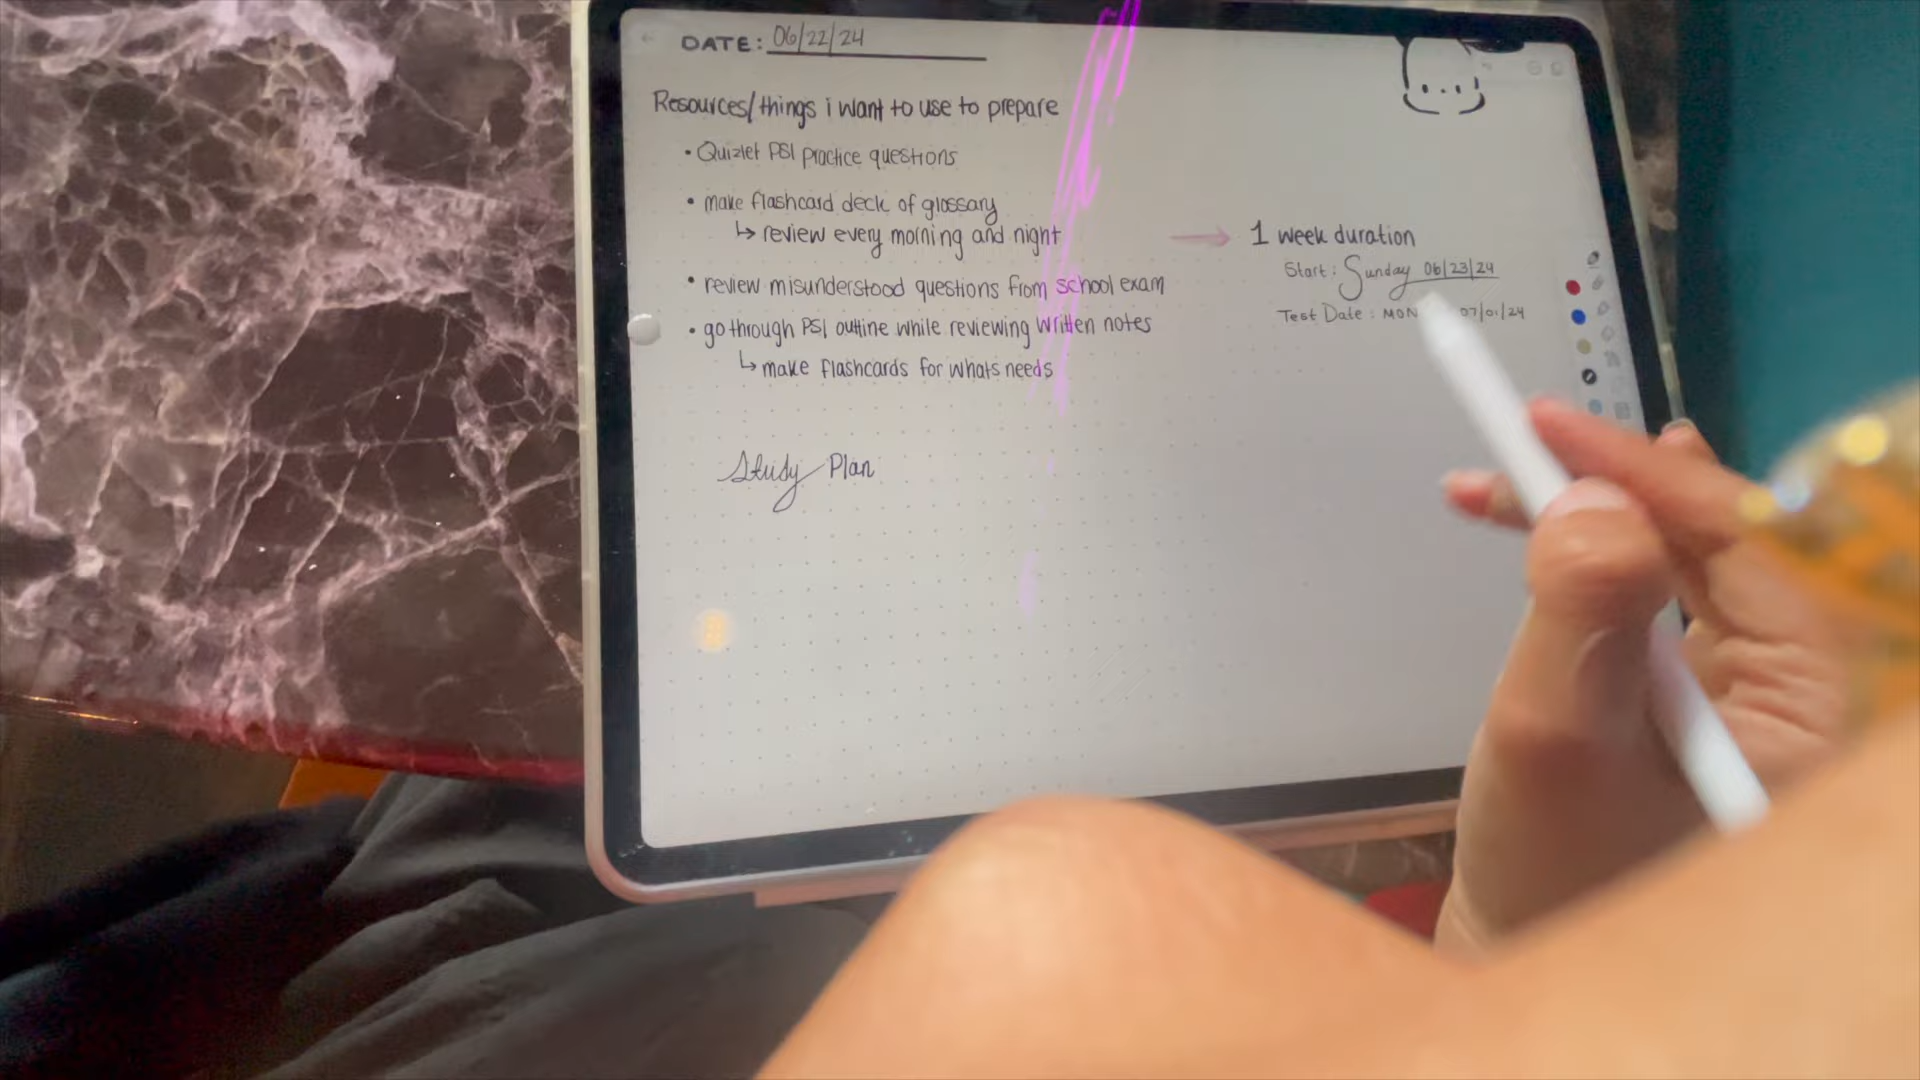 DATE: 06/22/24
Resources/things i want to use to prepare
• Quizlet PSI practice questions
• make flashcard deck of glossary
↳ review every morning and night
• review misunderstood questions from school exam
• go through PSI outline while reviewing written notes
↳ make flashcards for whats needs
→ 1 week duration
Start: Sunday 06/23/24
Test Date: MON 07/01/24
Study Plan